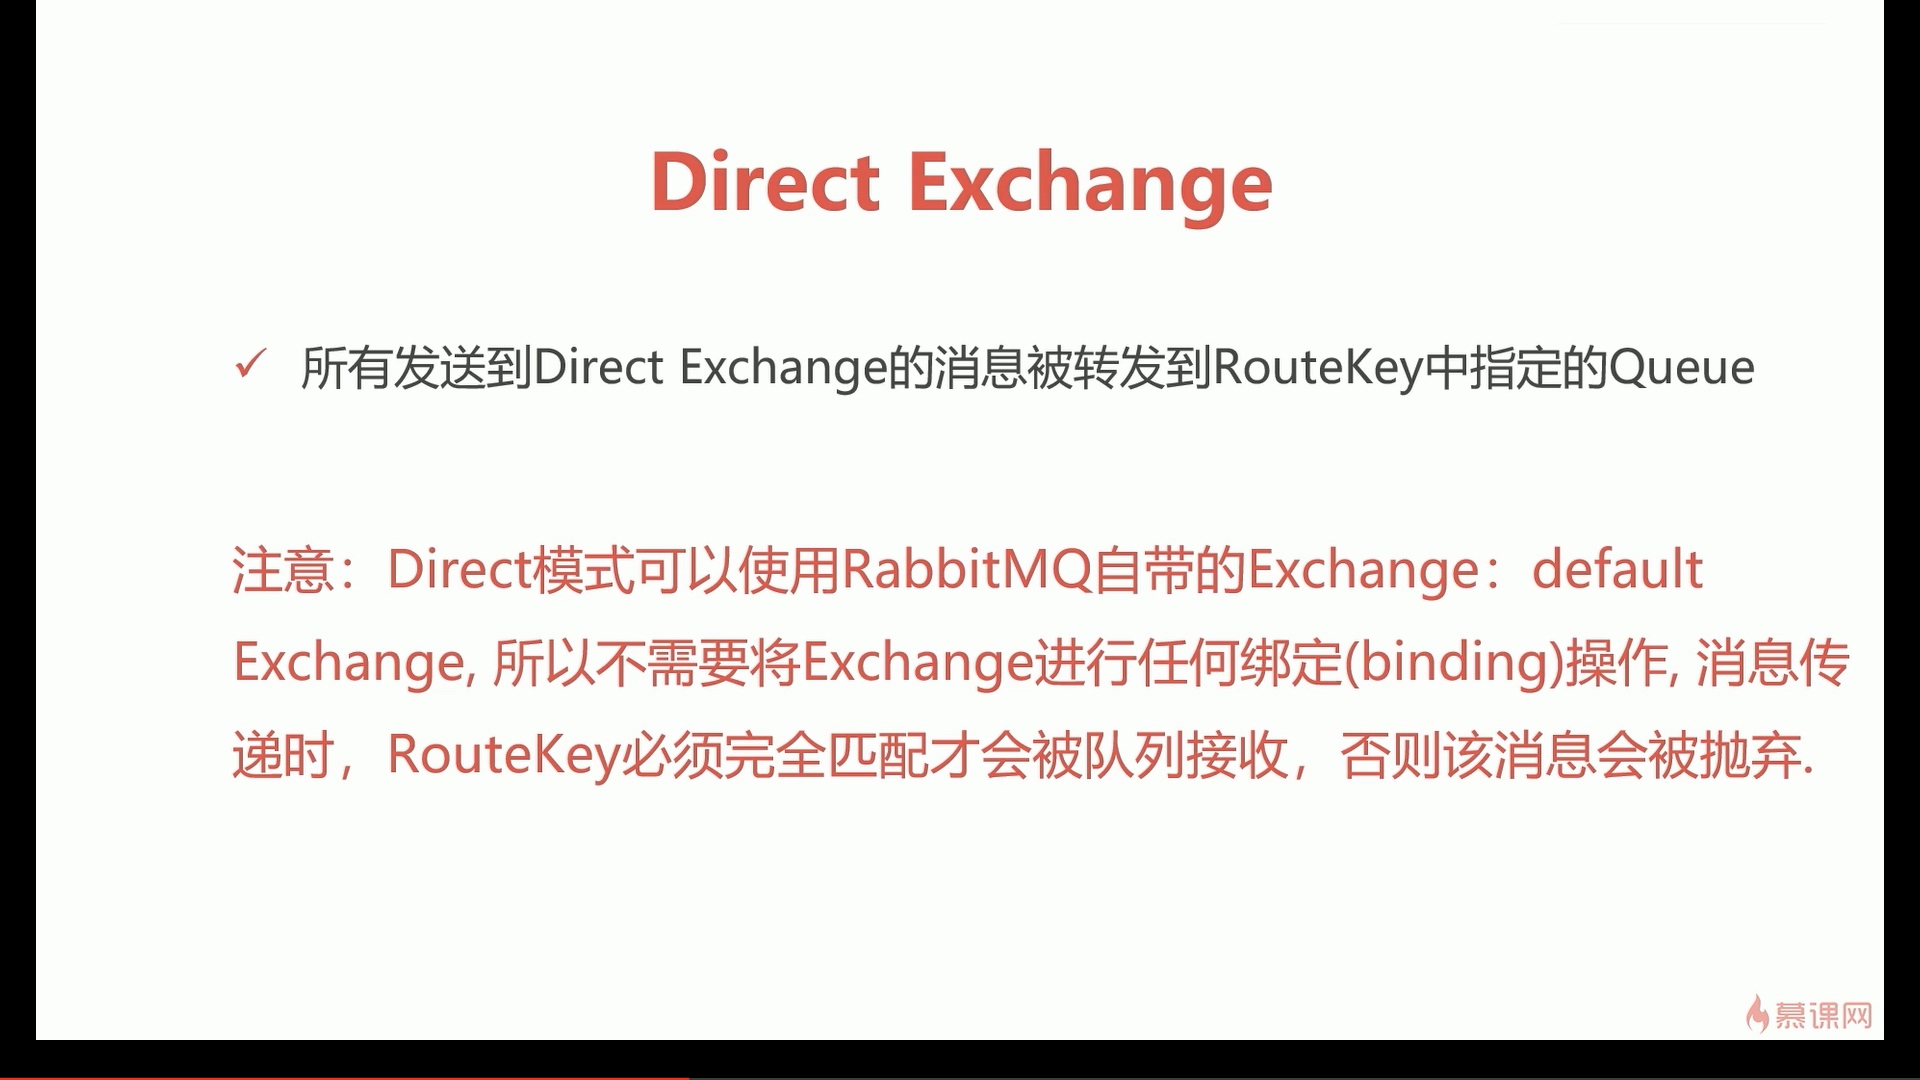 Direct Exchange
所有发送到Direct Exchange的消息被转发到RouteKey中指定的Queue
注意：Direct模式可以使用RabbitMQ自带的Exchange：default
Exchange, 所以不需要将Exchange进行任何绑定(binding)操作, 消息传
递时，RouteKey必须完全匹配才会被队列接收，否则该消息会被抛弃.
慕课网